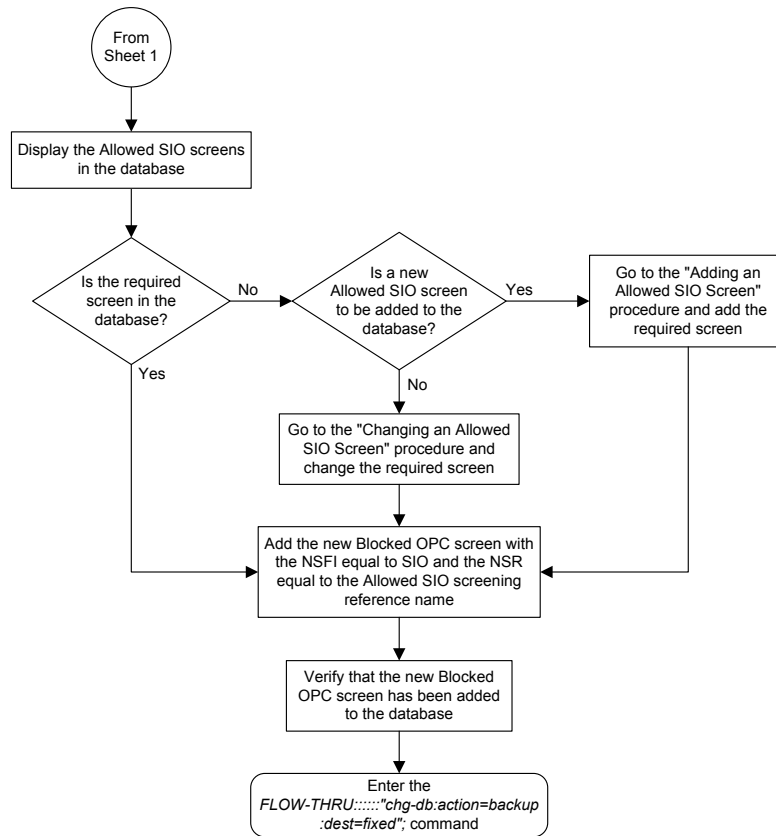 From
Sheet 1
Display the Allowed SIO screens
in the database
Is the required
screen in the
database?
No
Yes
Is a new
Allowed SIO screen
to be added to the
database?
Yes
No
Go to the "Adding an
Allowed SIO Screen"
procedure and add the
required screen
Go to the "Changing an Allowed
SIO Screen" procedure and
change the required screen
Add the new Blocked OPC screen with
the NSFI equal to SIO and the NSR
equal to the Allowed SIO screening
reference name
Verify that the new Blocked
OPC screen has been added
to the database
Enter the
FLOW-THRU::::::"chg-db:action=backup
:dest=fixed"; command